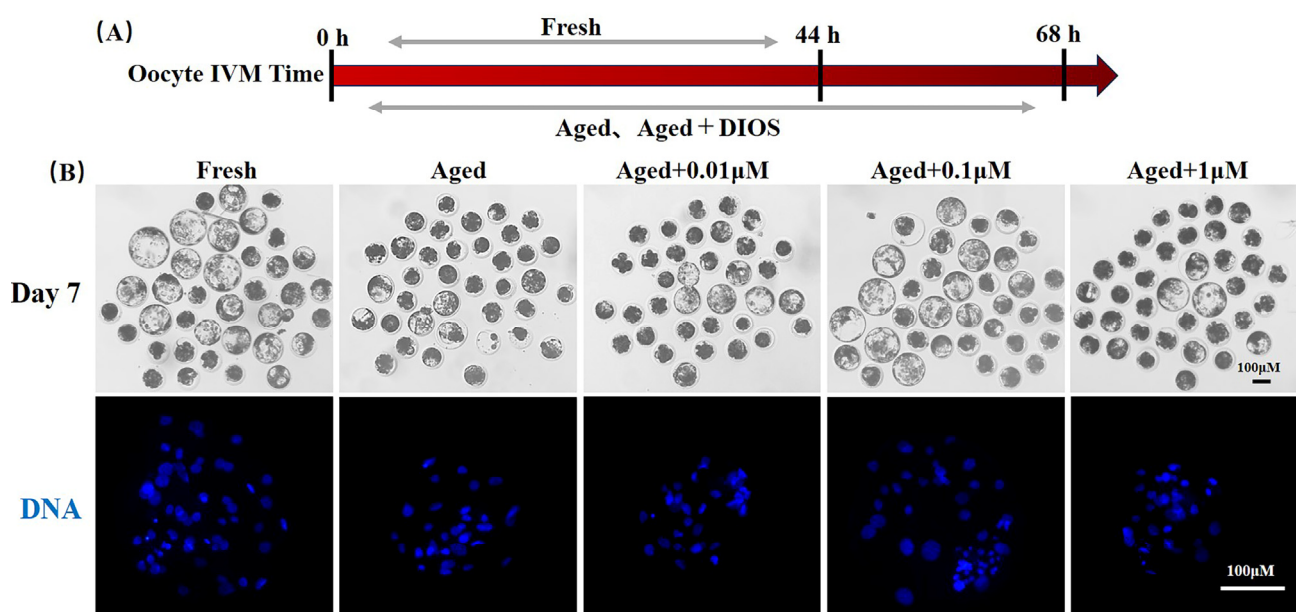 (A)
0 h
Fresh
44 h
68 h
Oocyte IVM Time
Aged、Aged+DIOS
(B)
Fresh
Aged
Aged+0.01μM
Aged+0.1μM
Aged+1μM
Day 7
100μM
DNA
100μM